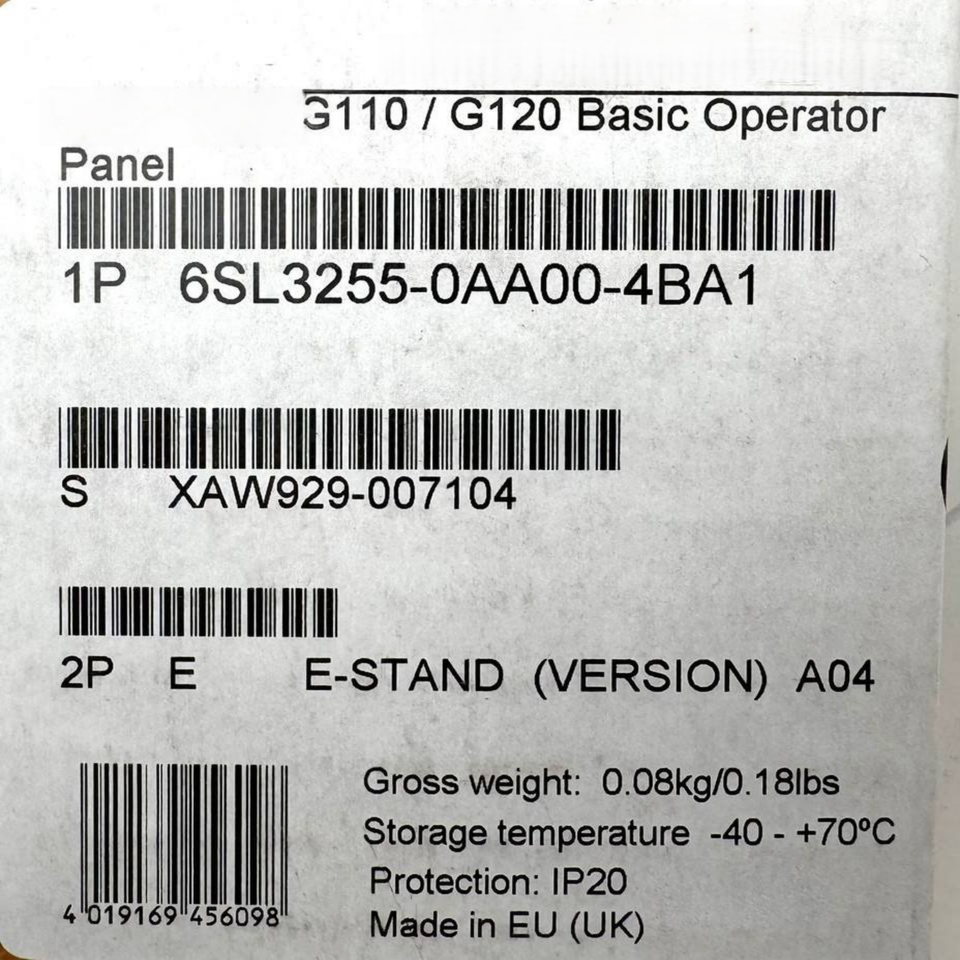 G110 / G120 Basic Operator
Panel
1P 6SL3255-0AA00-4BA1
S XAW929-007104
2P E E-STAND (VERSION) A04
Gross weight: 0.08kg/0.18lbs
Storage temperature -40 - +70ºC
Protection: IP20
Made in EU (UK)
4 019169 456098